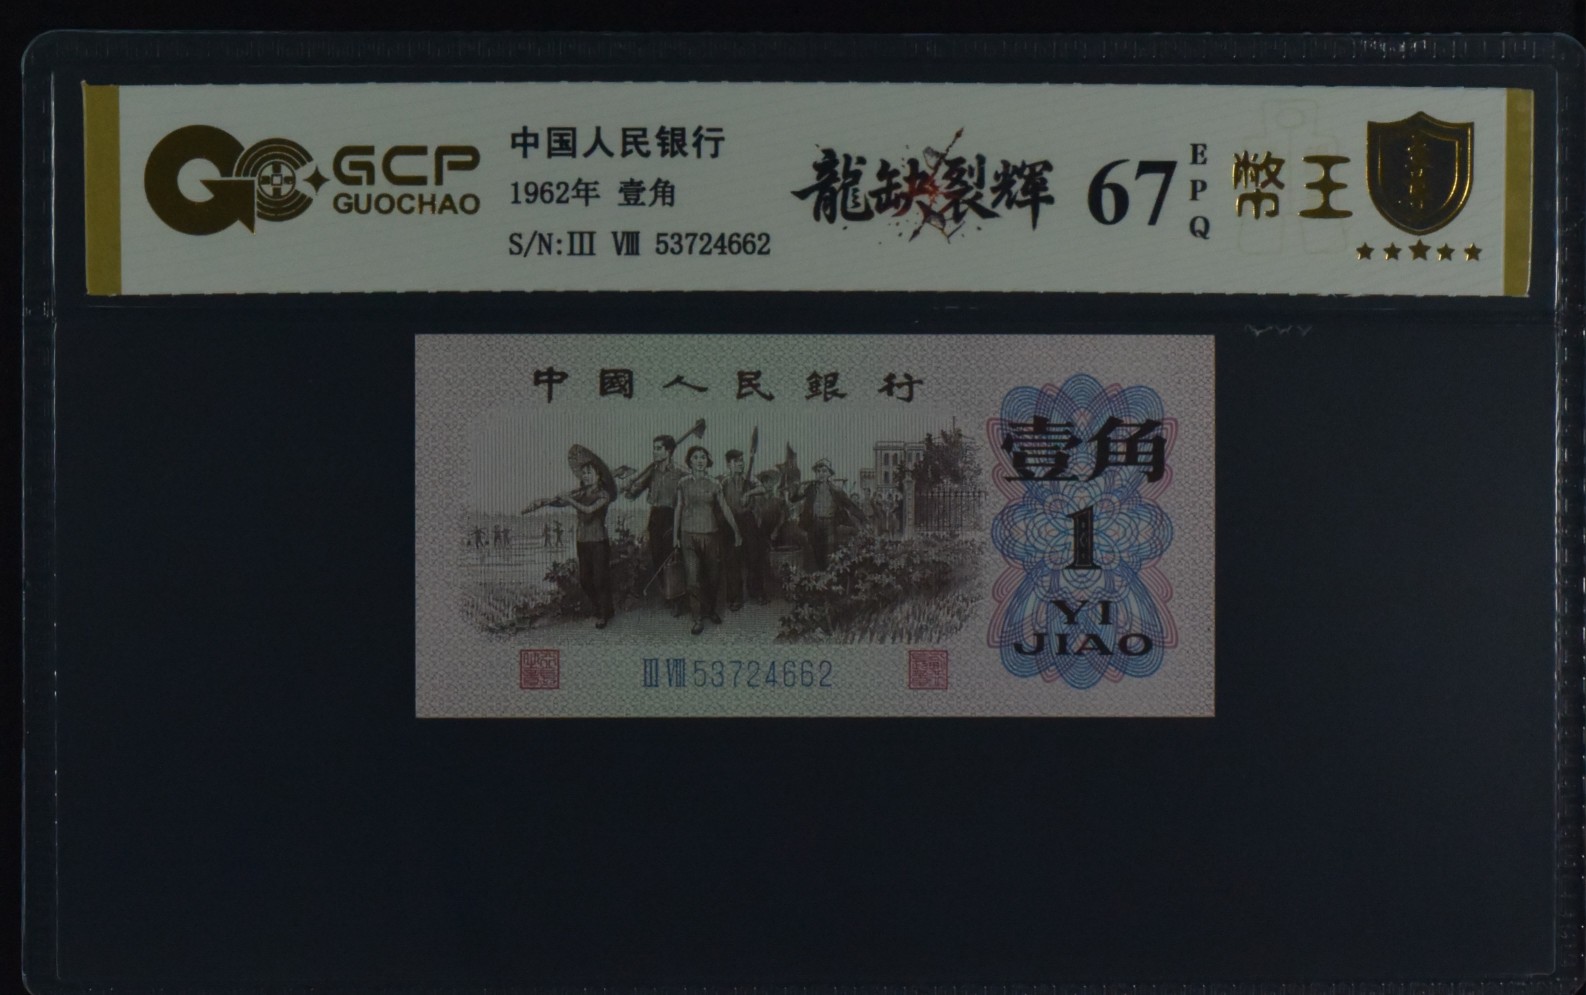 GCP
GUOCHAO
中国人民银行
1962年 壹角
S/N:III VIII 53724662
龍缺裂輝
67
EPQ
幣王
中國人民銀行
壹角
1
YI
JIAO
III VIII 53724662